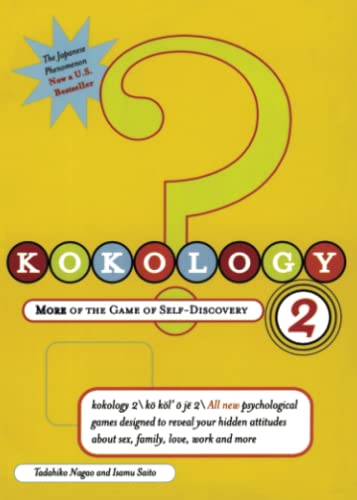 The Japanese
Phenomenon
Now a U.S.
Bestseller
?
KOKOLOGY
MORE OF THE GAME OF SELF-DISCOVERY
2
kokology 2\ kō kŏl' ō jē 2\ All new psychological
games designed to reveal your hidden attitudes
about sex, family, love, work and more
Tadahiko Nagao and Isamu Saito